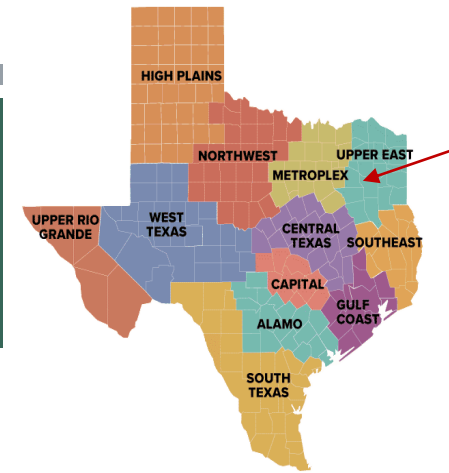 HIGH PLAINS
NORTHWEST
UPPER EAST
METROPLEX
UPPER RIO
GRANDE
WEST
TEXAS
CENTRAL
TEXAS
SOUTHEAST
CAPITAL
GULF
COAST
ALAMO
SOUTH
TEXAS